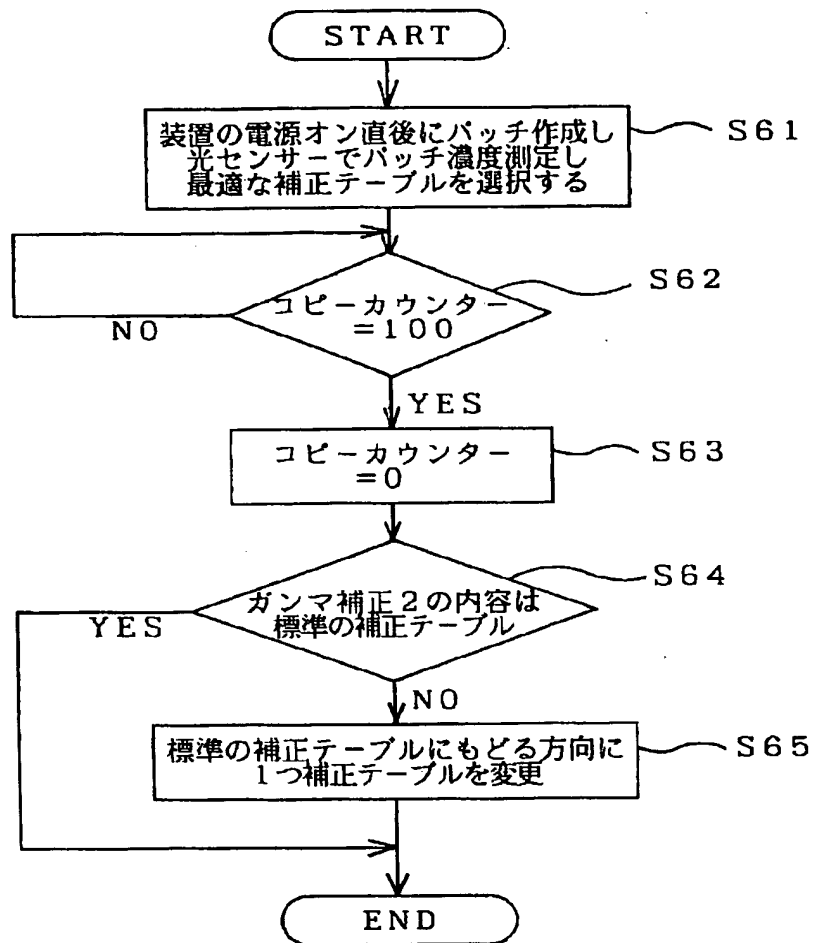 START
装置の電源オン直後にパッチ作成し
光センサーでパッチ濃度測定し
最適な補正テーブルを選択する
S61
コピーカウンター
=100
S62
NO
YES
コピーカウンター
=0
S63
ガンマ補正2の内容は
標準の補正テーブル
S64
YES
NO
標準の補正テーブルにもどる方向に
1つ補正テーブルを変更
S65
END